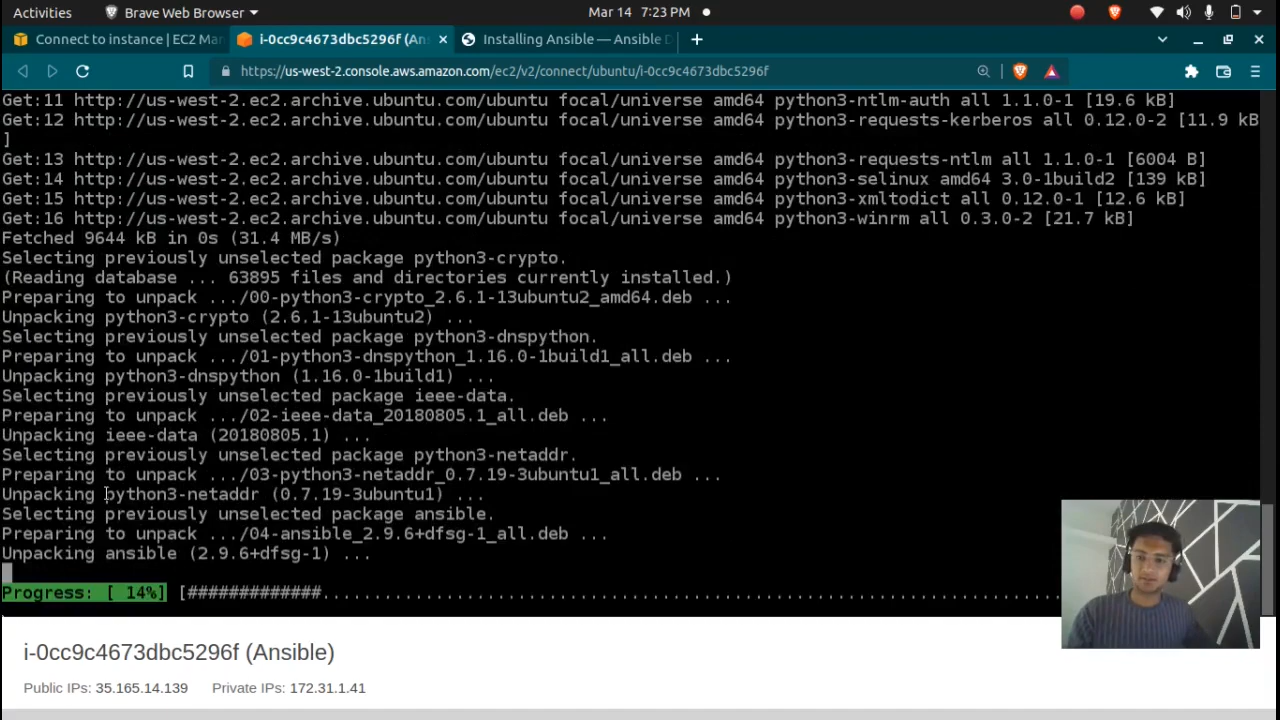 Activities
Brave Web Browser
Mar 14 7:23 PM
Connect to instance | EC2 Man
i-0cc9c4673dbc5296f (Ans
Installing Ansible — Ansible D
https://us-west-2.console.aws.amazon.com/ec2/v2/connect/ubuntu/i-0cc9c4673dbc5296f
Get:11 http://us-west-2.ec2.archive.ubuntu.com/ubuntu focal/universe amd64 python3-ntlm-auth all 1.1.0-1 [19.6 kB]
Get:12 http://us-west-2.ec2.archive.ubuntu.com/ubuntu focal/universe amd64 python3-requests-kerberos all 0.12.0-2 [11.9 kB
]
Get:13 http://us-west-2.ec2.archive.ubuntu.com/ubuntu focal/universe amd64 python3-requests-ntlm all 1.1.0-1 [6004 B]
Get:14 http://us-west-2.ec2.archive.ubuntu.com/ubuntu focal/universe amd64 python3-selinux amd64 3.0-1build2 [139 kB]
Get:15 http://us-west-2.ec2.archive.ubuntu.com/ubuntu focal/universe amd64 python3-xmltodict all 0.12.0-1 [12.6 kB]
Get:16 http://us-west-2.ec2.archive.ubuntu.com/ubuntu focal/universe amd64 python3-winrm all 0.3.0-2 [21.7 kB]
Fetched 9644 kB in 0s (31.4 MB/s)
Selecting previously unselected package python3-crypto.
(Reading database ... 63895 files and directories currently installed.)
Preparing to unpack .../00-python3-crypto_2.6.1-13ubuntu2_amd64.deb ...
Unpacking python3-crypto (2.6.1-13ubuntu2) ...
Selecting previously unselected package python3-dnspython.
Preparing to unpack .../01-python3-dnspython_1.16.0-1build1_all.deb ...
Unpacking python3-dnspython (1.16.0-1build1) ...
Selecting previously unselected package ieee-data.
Preparing to unpack .../02-ieee-data_20180805.1_all.deb ...
Unpacking ieee-data (20180805.1) ...
Selecting previously unselected package python3-netaddr.
Preparing to unpack .../03-python3-netaddr_0.7.19-3ubuntu1_all.deb ...
Unpacking python3-netaddr (0.7.19-3ubuntu1) ...
Selecting previously unselected package ansible.
Preparing to unpack .../04-ansible_2.9.6+dfsg-1_all.deb ...
Unpacking ansible (2.9.6+dfsg-1) ...
Progress: [ 14%] [#############.......................................................................
i-0cc9c4673dbc5296f (Ansible)
Public IPs: 35.165.14.139 Private IPs: 172.31.1.41